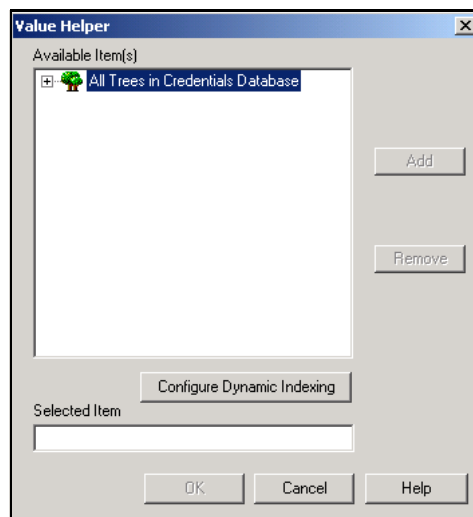 Value Helper
Available Item(s)
All Trees in Credentials Database
Add
Remove
Configure Dynamic Indexing
Selected Item
OK Cancel Help